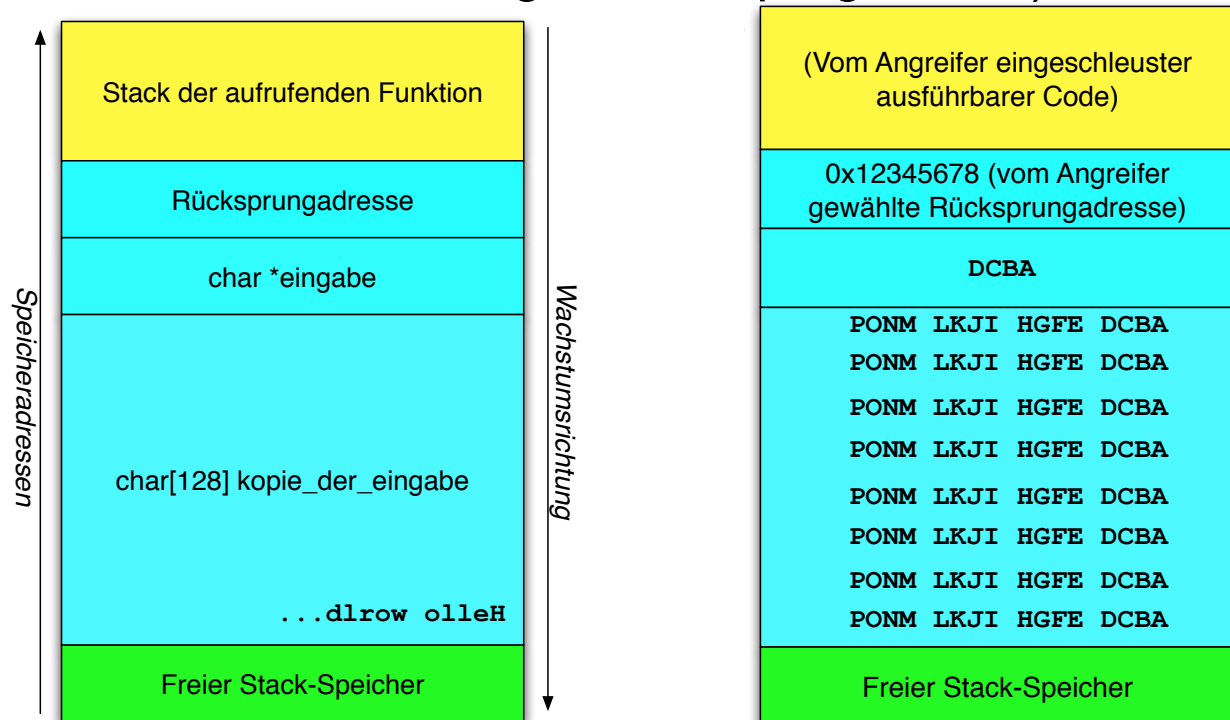 Speicheradressen
Stack der aufrufenden Funktion
Rücksprungadresse
char *eingabe
char[128] kopie_der_eingabe
...dlrow olleH
Freier Stack-Speicher
Wachstumsrichtung
(Vom Angreifer eingeschleuster
ausführbarer Code)
0x12345678 (vom Angreifer
gewählte Rücksprungadresse)
DCBA
PONM LKJI HGFE DCBA
PONM LKJI HGFE DCBA
PONM LKJI HGFE DCBA
PONM LKJI HGFE DCBA
PONM LKJI HGFE DCBA
PONM LKJI HGFE DCBA
PONM LKJI HGFE DCBA
PONM LKJI HGFE DCBA
Freier Stack-Speicher